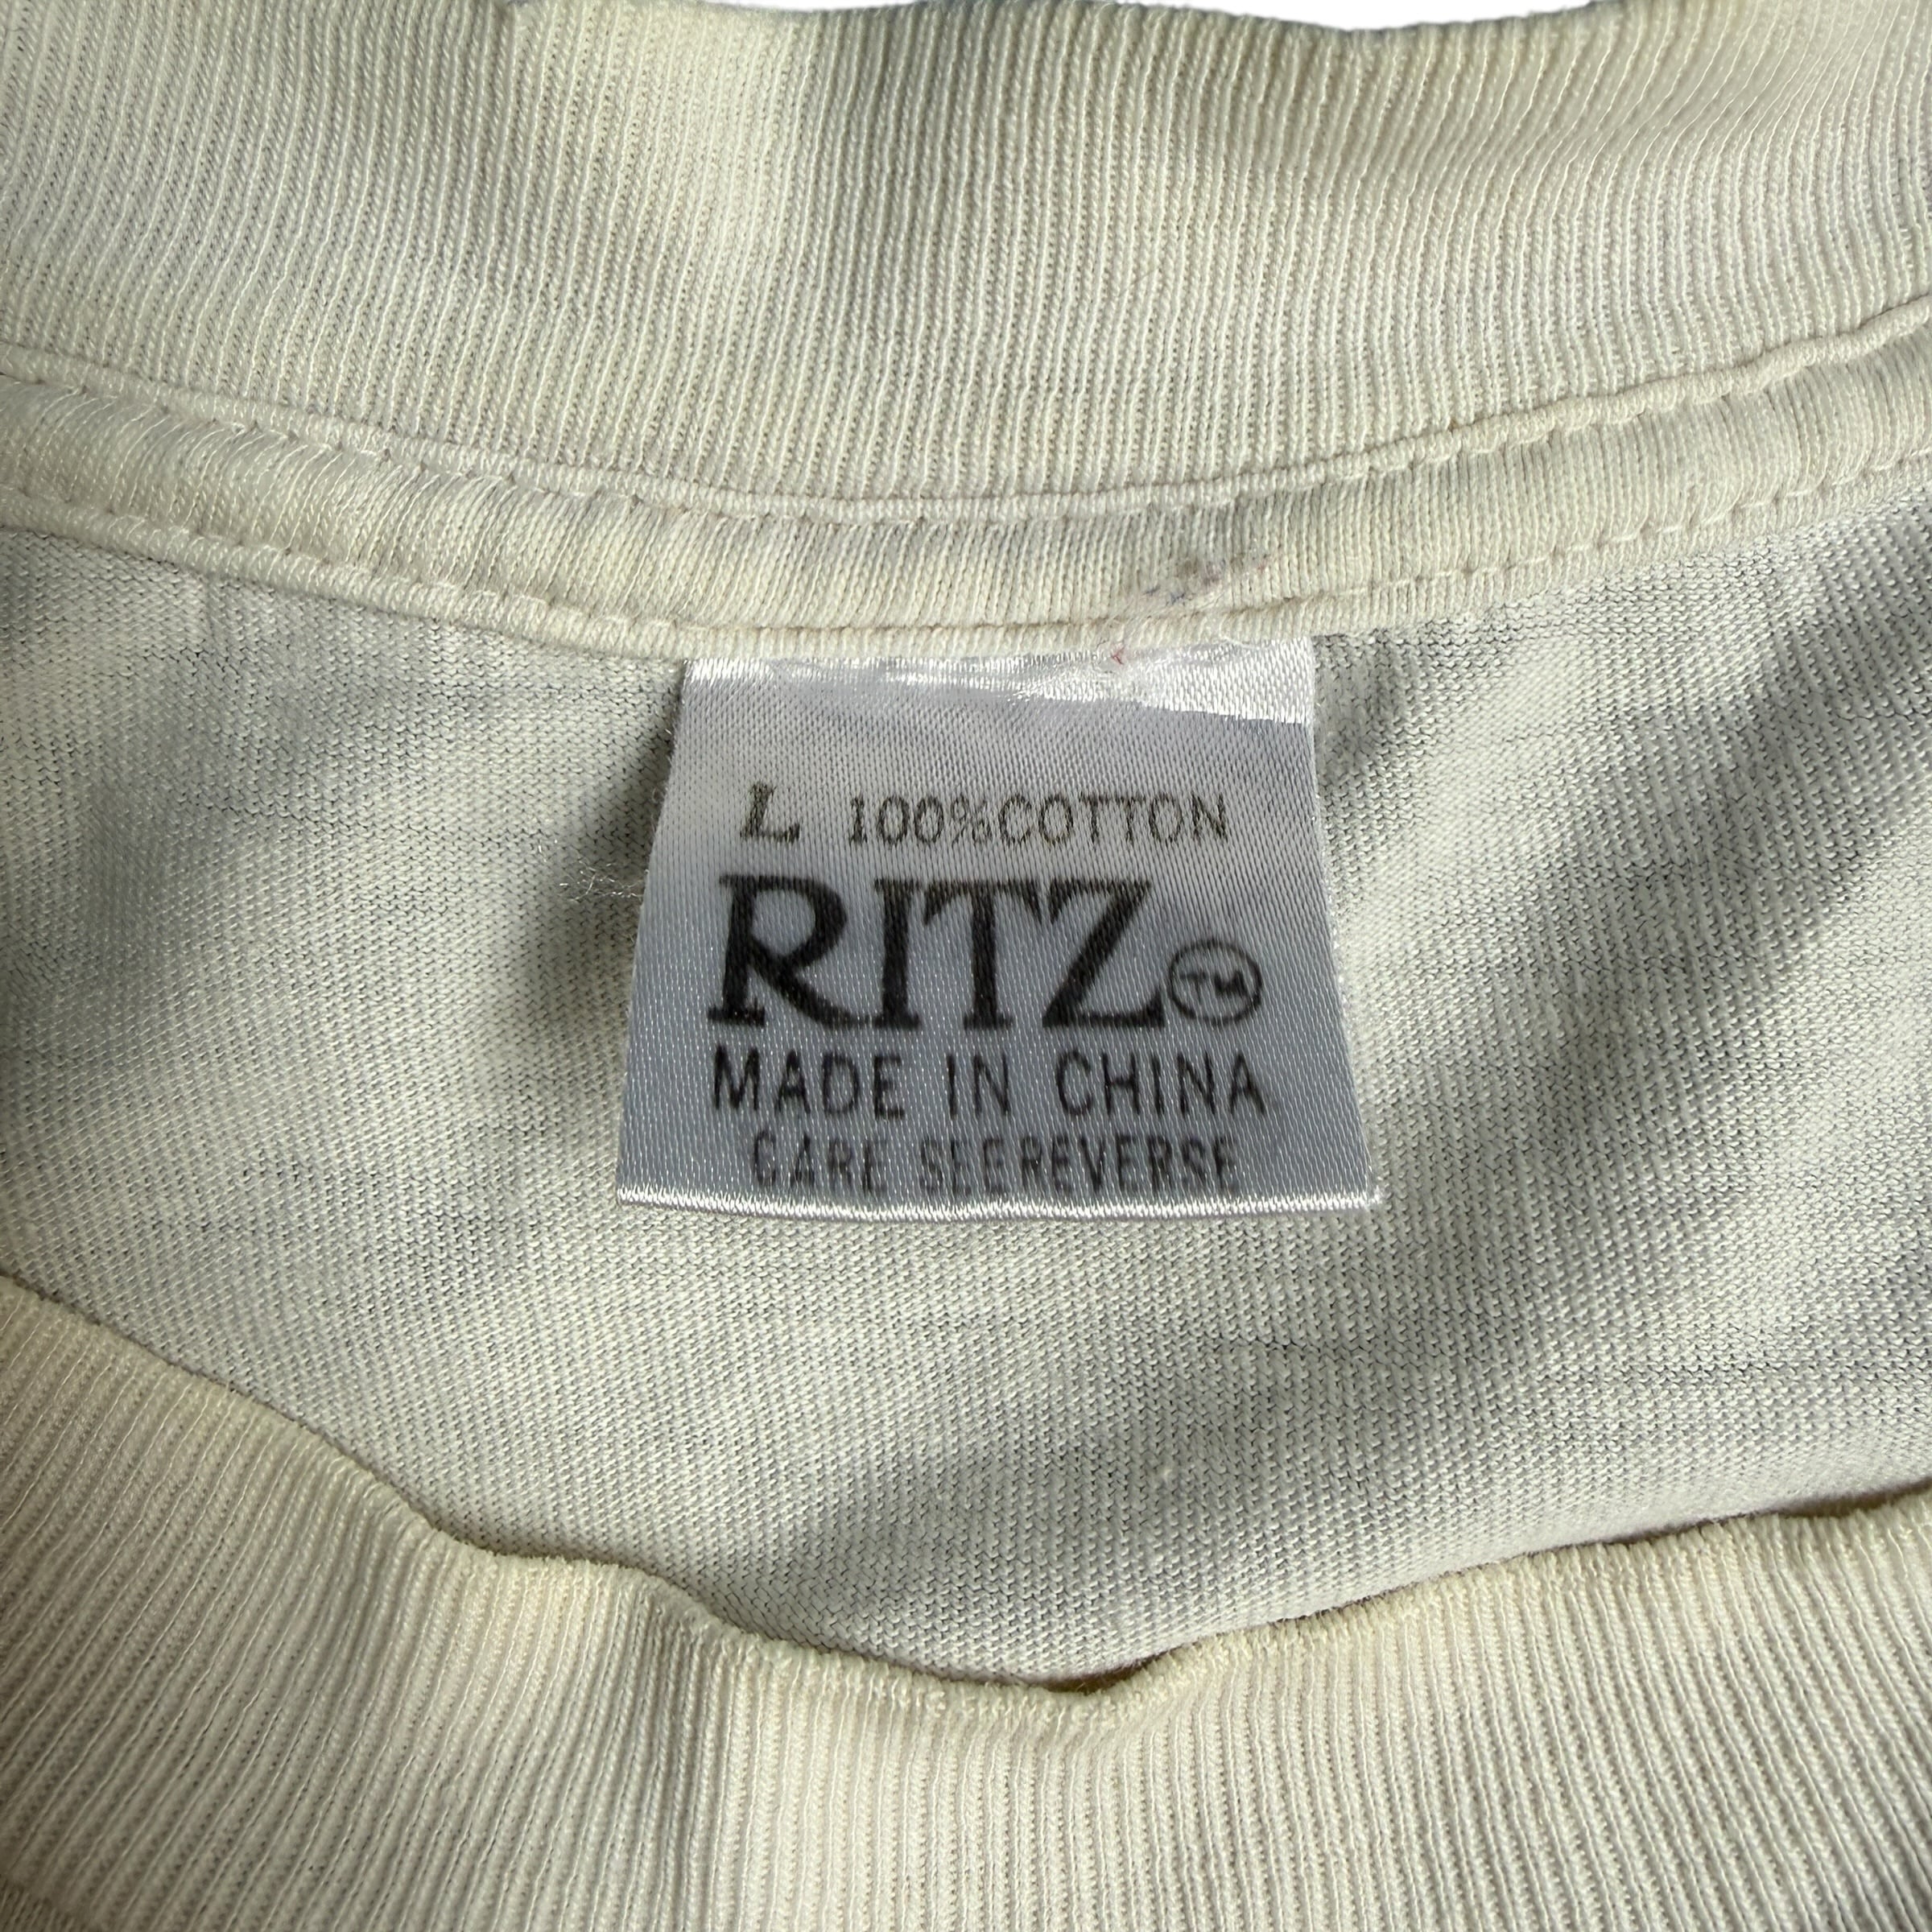 L 100%COTTON
RITZ TM
MADE IN CHINA
CARE SEEREVERSE